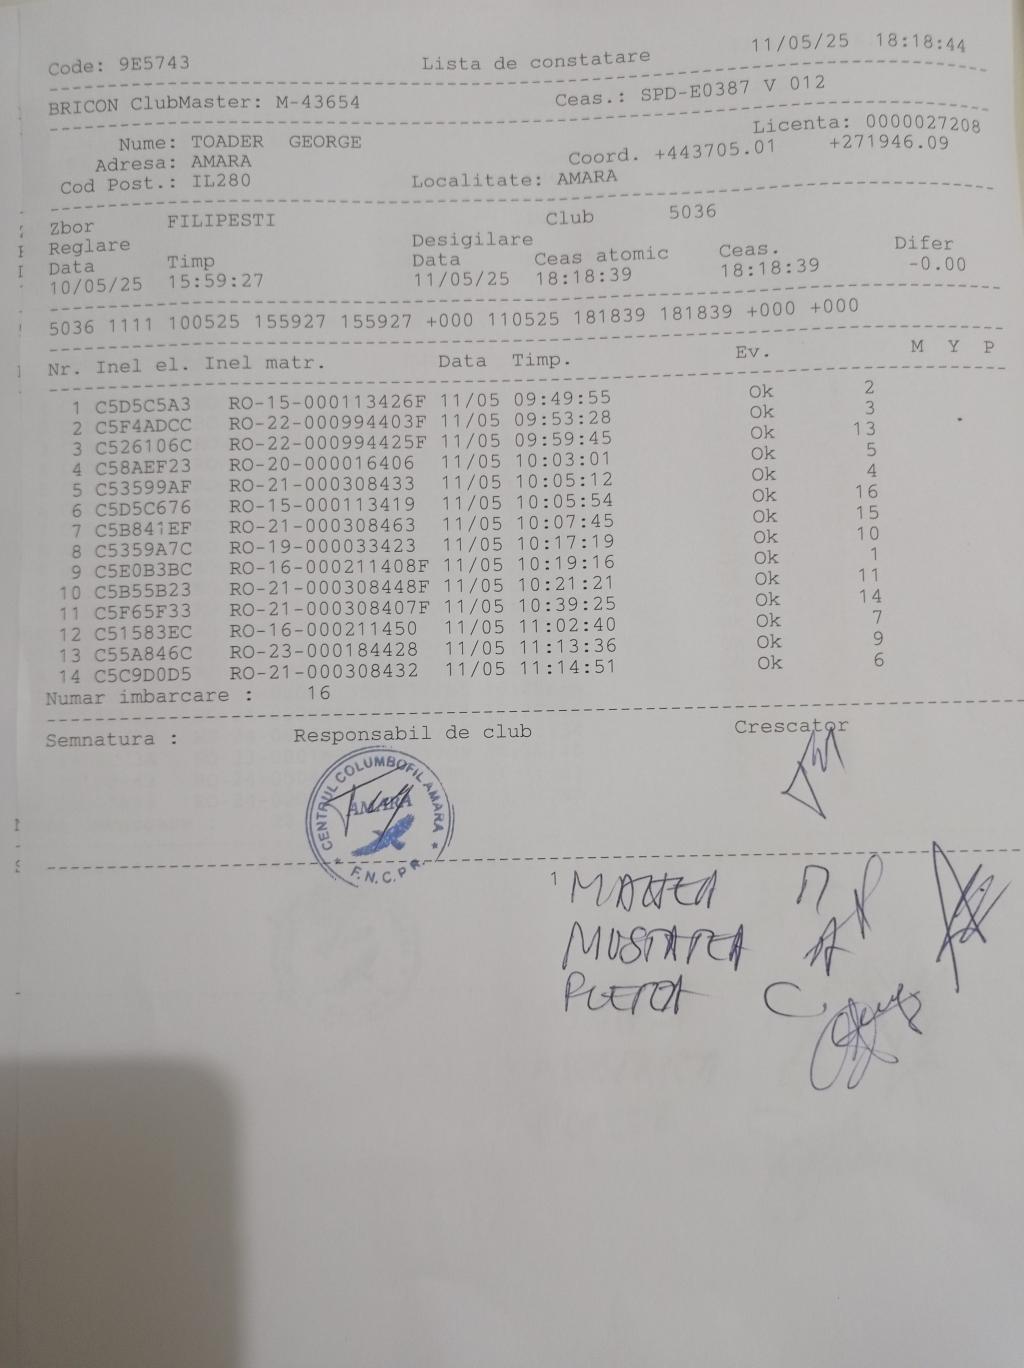 11/05/25 18:18:44
Code: 9E5743 Lista de constatare
BRICON ClubMaster: M-43654 Ceas.: SPD-E0387 V 012
Licenta: 0000027208
Nume: TOADER GEORGE
Adresa: AMARA Coord. +443705.01 +271946.09
Cod Post.: IL280 Localitate: AMARA
Zbor FILIPESTI Club 5036
Reglare Desigilare
Data Timp Data Ceas atomic Ceas. Difer
10/05/25 15:59:27 11/05/25 18:18:39 18:18:39 -0.00
5036 1111 100525 155927 155927 +000 110525 181839 181839 +000 +000
Nr. Inel el. Inel matr. Data Timp. Ev. M Y P
1 C5D5C5A3 RO-15-000113426F 11/05 09:49:55 Ok 2
2 C5F4ADCC RO-22-000994403F 11/05 09:53:28 Ok 3
3 C526106C RO-22-000994425F 11/05 09:59:45 Ok 13
4 C58AEF23 RO-20-000016406 11/05 10:03:01 Ok 5
5 C53599AF RO-21-000308433 11/05 10:05:12 Ok 4
6 C5D5C676 RO-15-000113419 11/05 10:05:54 Ok 16
7 C5B841EF RO-21-000308463 11/05 10:07:45 Ok 15
8 C5359A7C RO-19-000033423 11/05 10:17:19 Ok 10
9 C5E0B3BC RO-16-000211408F 11/05 10:19:16 Ok 1
10 C5B55B23 RO-21-000308448F 11/05 10:21:21 Ok 11
11 C5F65F33 RO-21-000308407F 11/05 10:39:25 Ok 14
12 C51583EC RO-16-000211450 11/05 11:02:40 Ok 7
13 C55A846C RO-23-000184428 11/05 11:13:36 Ok 9
14 C5C9D0D5 RO-21-000308432 11/05 11:14:51 Ok 6
Numar imbarcare : 16
Semnatura : Responsabil de club Crescator
CENTRUL COLUMBOFIL AMARA
AMARA
F.N.C.P.R.
1
MUSTATEA